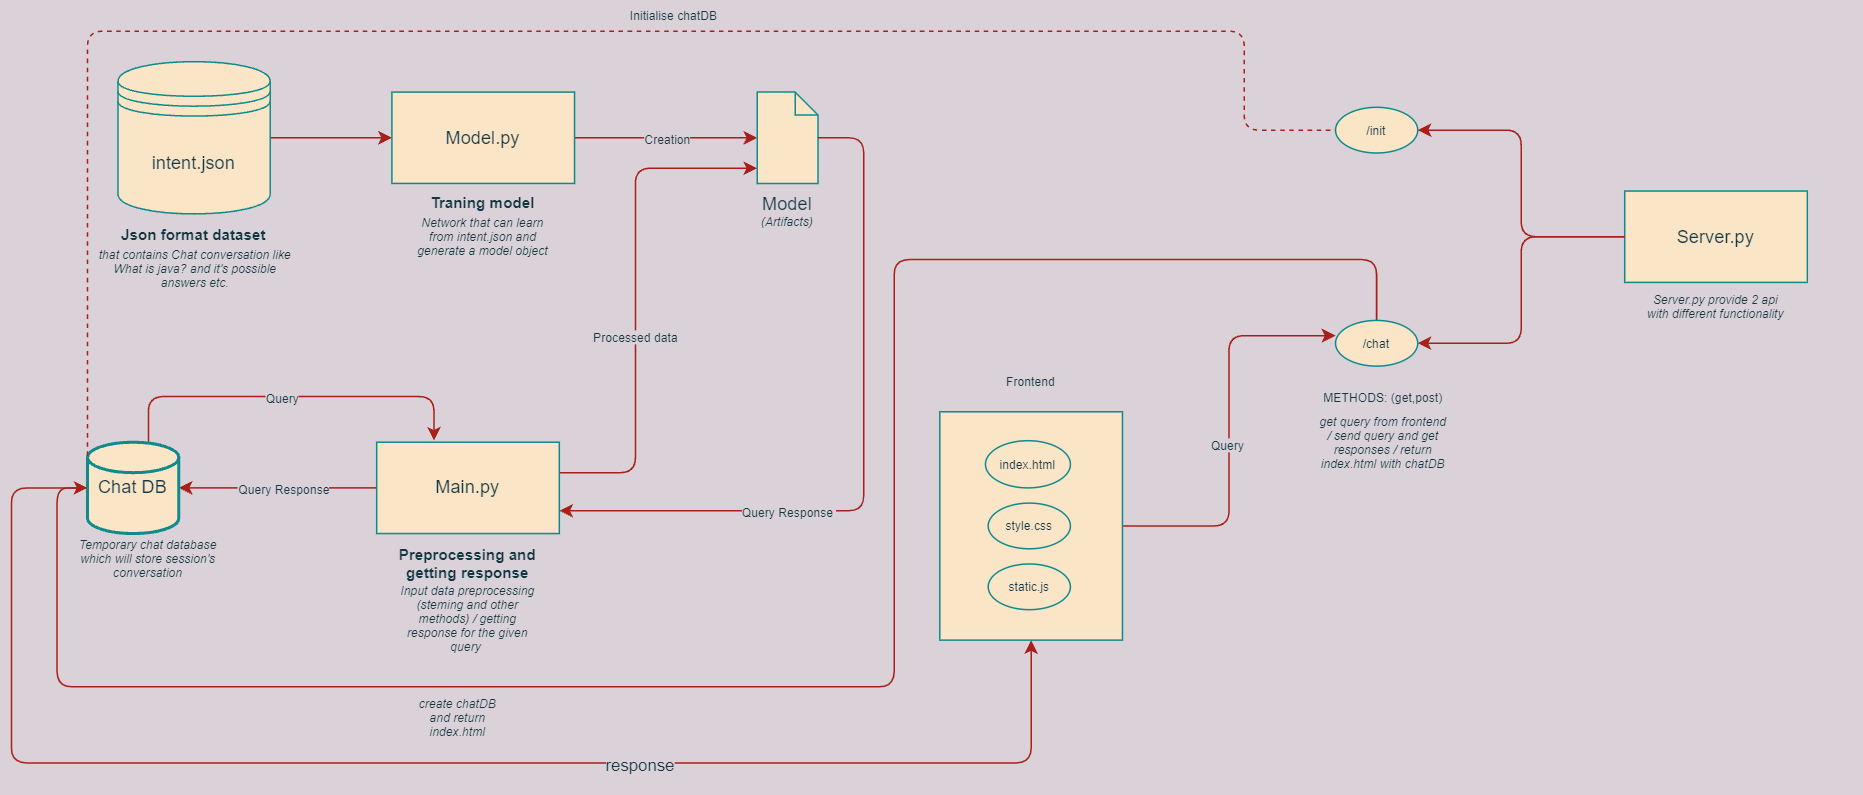 Initialise chatDB
intent.json
Json format dataset
that contains Chat conversation like
What is java? and it's possible
answers etc.
Model.py
Traning model
Network that can learn
from intent.json and
generate a model object
Creation
Model
(Artifacts)
/init
Server.py
Server.py provide 2 api
with different functionality
/chat
METHODS: (get,post)
get query from frontend
/ send query and get
responses / return
index.html with chatDB
Processed data
Frontend
index.html
style.css
static.js
Query
Query
Chat DB
Temporary chat database
which will store session's
conversation
Query Response
Main.py
Preprocessing and
getting response
Input data preprocessing
(steming and other
methods) / getting
response for the given
query
Query Response
create chatDB
and return
index.html
response